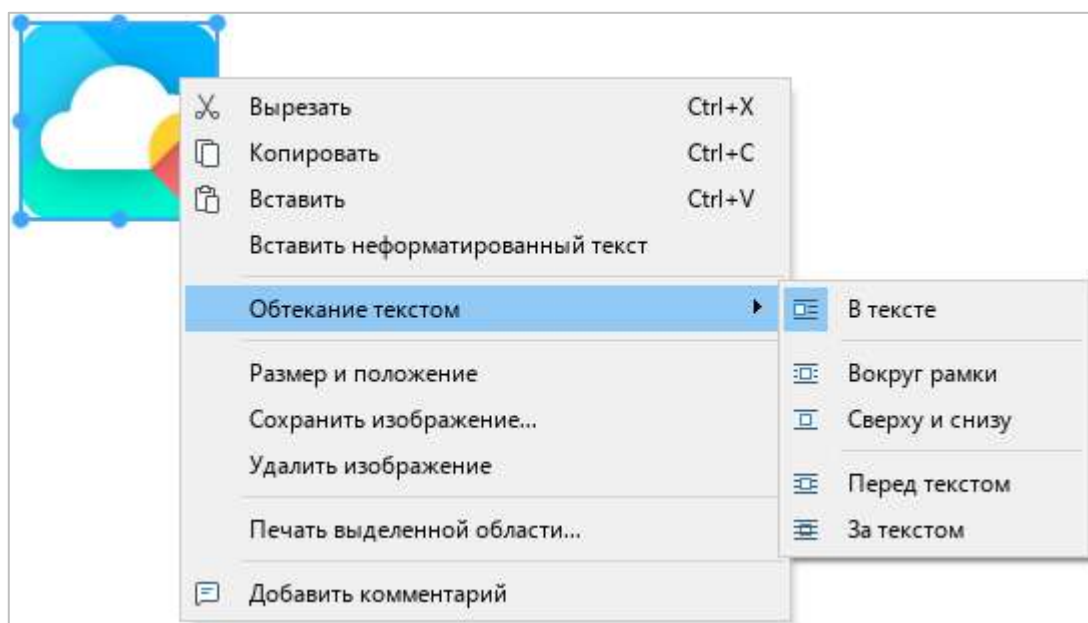 Вырезать Ctrl+X
Копировать Ctrl+C
Вставить Ctrl+V
Вставить неформатированный текст
Обтекание текстом
Размер и положение
Сохранить изображение...
Удалить изображение
Печать выделенной области...
Добавить комментарий
В тексте
Вокруг рамки
Сверху и снизу
Перед текстом
За текстом